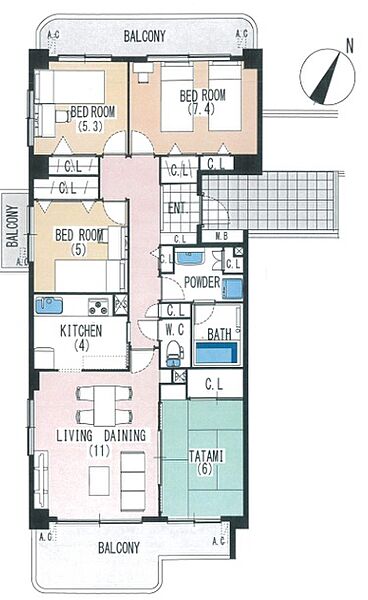 BALCONY
A.C
A.C
N
BED ROOM
(5.3)
BED ROOM
(7.4)
C.L
C.L
C.L
C.L
ENT.
BALCONY
A.C
BED ROOM
(5)
C.L
M.B
C.L
POWDER
C.L
KITCHEN
(4)
P.S
C.L
W.C
BATH
P.S
C.L
LIVING DAINING
(11)
TATAMI
(6)
A.C
BALCONY
A.C